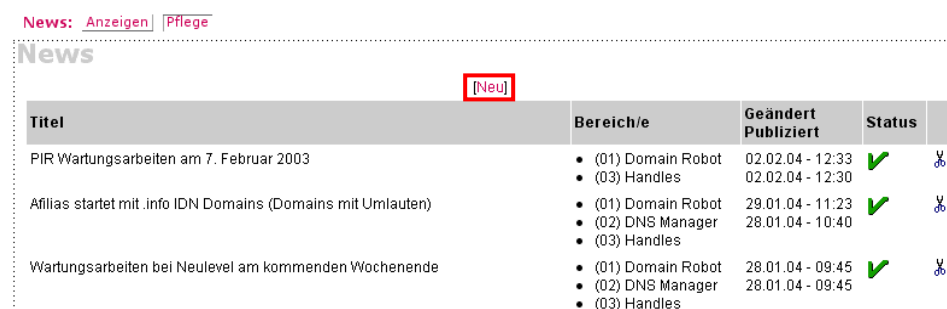 News: Anzeigen Pflege
News
[Neu]
Titel Bereich/e Geändert Publiziert Status
PIR Wartungsarbeiten am 7. Februar 2003 • (01) Domain Robot 02.02.04 - 12:33
• (03) Handles 02.02.04 - 12:30
Afilias startet mit .info IDN Domains (Domains mit Umlauten) • (01) Domain Robot 29.01.04 - 11:23
• (02) DNS Manager 28.01.04 - 10:40
• (03) Handles
Wartungsarbeiten bei Neulevel am kommenden Wochenende • (01) Domain Robot 28.01.04 - 09:45
• (02) DNS Manager 28.01.04 - 09:45
• (03) Handles